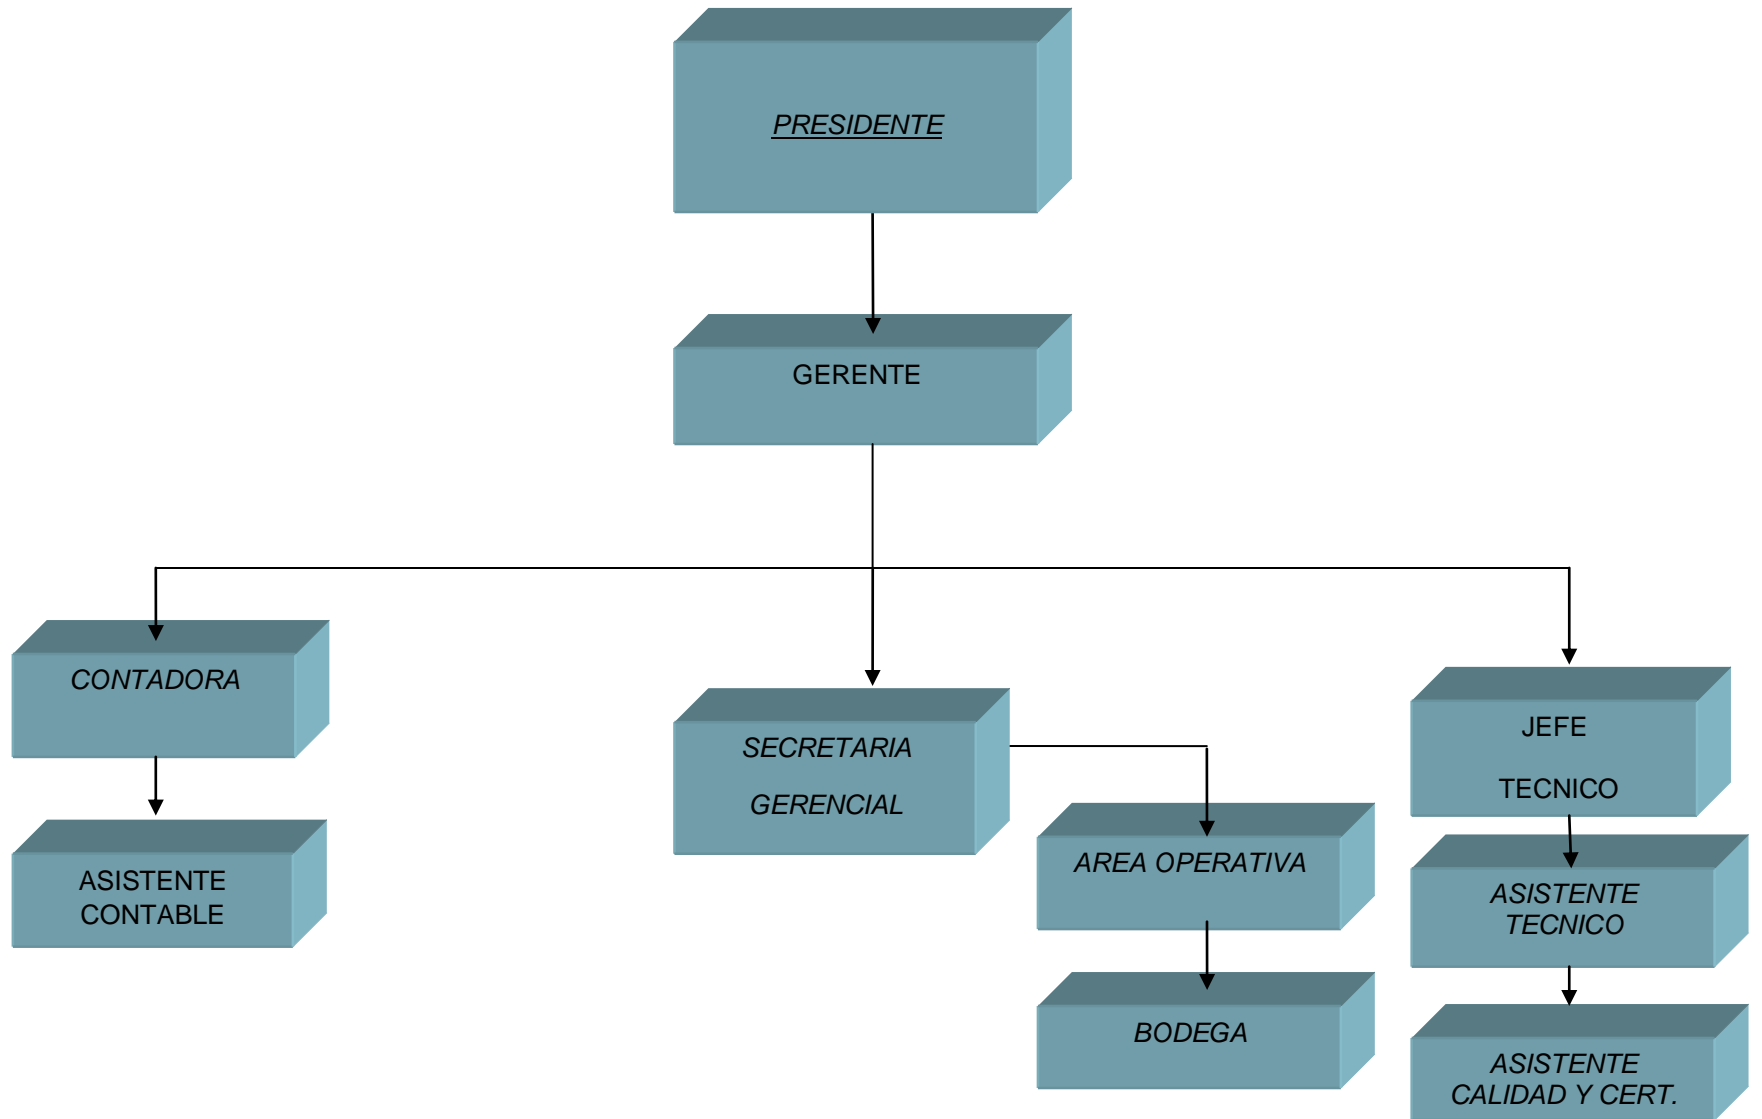 PRESIDENTE
GERENTE
CONTADORA
ASISTENTE
CONTABLE
SECRETARIA
GERENCIAL
AREA OPERATIVA
BODEGA
JEFE
TECNICO
ASISTENTE
TECNICO
ASISTENTE
CALIDAD Y CERT.